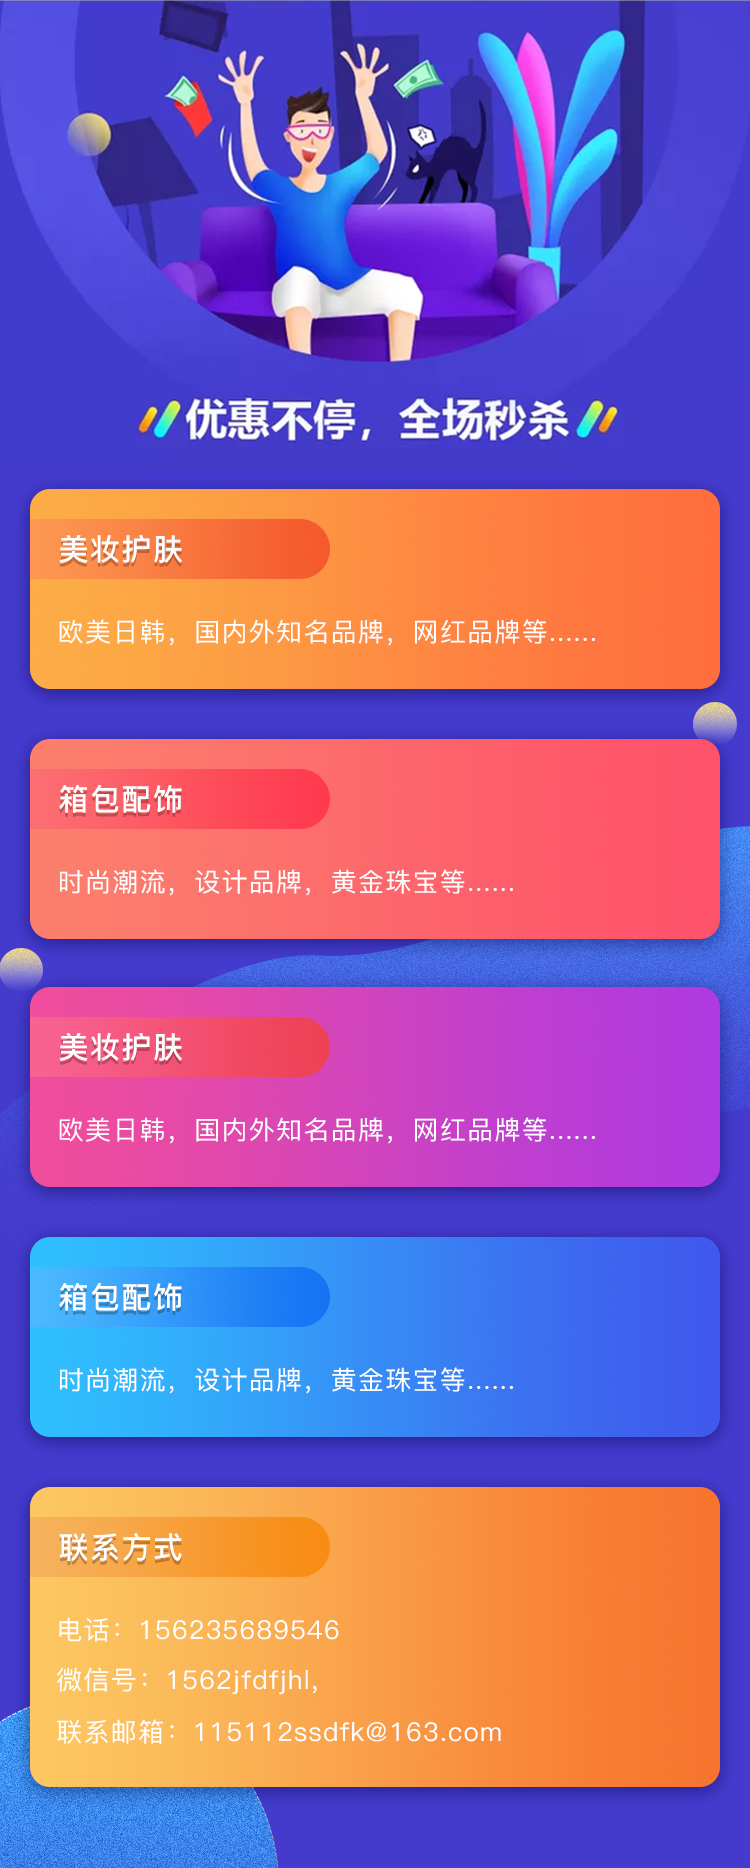 优惠不停，全场秒杀
美妆护肤
欧美日韩，国内外知名品牌，网红品牌等......
箱包配饰
时尚潮流，设计品牌，黄金珠宝等......
美妆护肤
欧美日韩，国内外知名品牌，网红品牌等......
箱包配饰
时尚潮流，设计品牌，黄金珠宝等......
联系方式
电话：156235689546
微信号：1562jfdfjhl,
联系邮箱：115112ssdfk@163.com